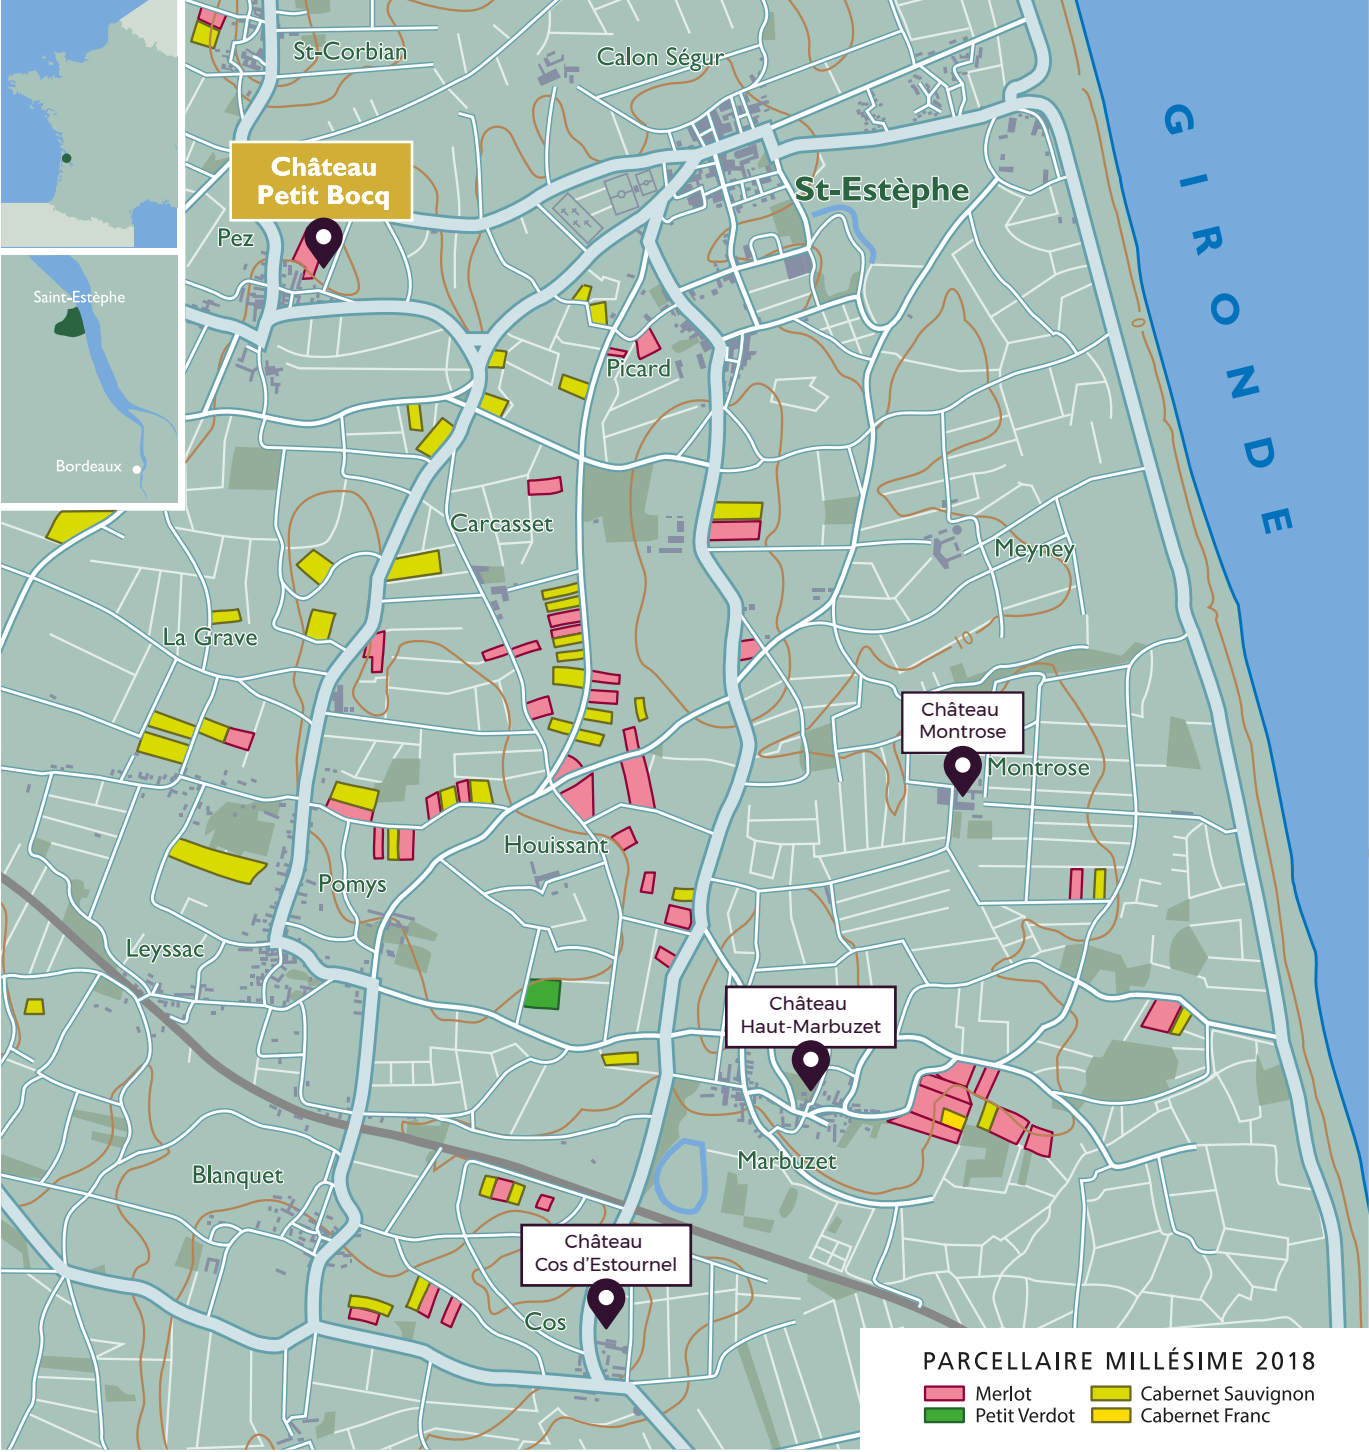 St-Corbian
Calon Ségur
Château
Petit Bocq
St-Estèphe
GIRONDE
Pez
Saint-Estèphe
Bordeaux
0
Picard
Carcasset
Meyney
La Grave
10
Château
Montrose
Montrose
Houissant
Pomys
Leyssac
Château
Haut-Marbuzet
Marbuzet
Blanquet
Château
Cos d'Estournel
Cos
PARCELLAIRE MILLÉSIME 2018
Merlot
Cabernet Sauvignon
Petit Verdot
Cabernet Franc